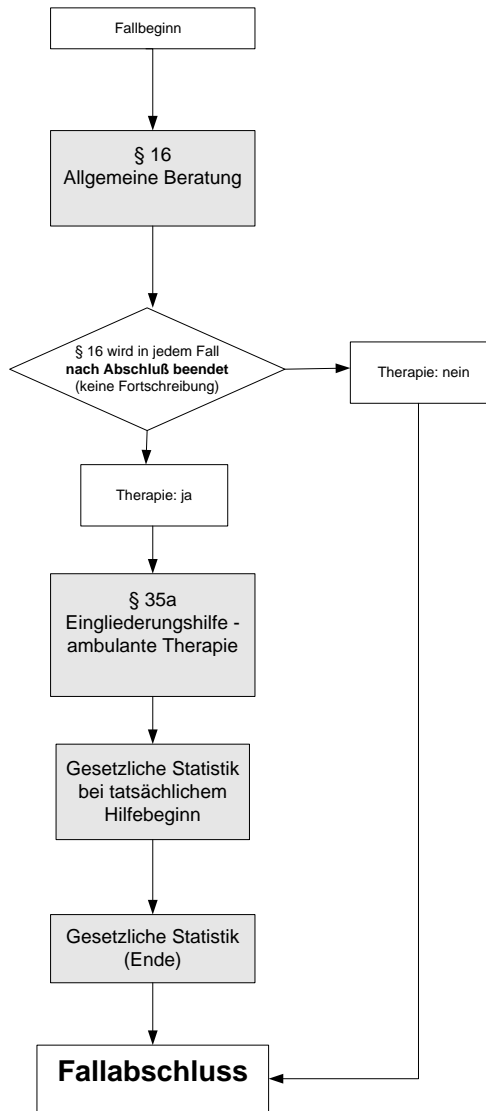 Fallbeginn
§ 16
Allgemeine Beratung
§ 16 wird in jedem Fall
nach Abschluß beendet
(keine Fortschreibung)
Therapie: nein
Therapie: ja
§ 35a
Eingliederungshilfe -
ambulante Therapie
Gesetzliche Statistik
bei tatsächlichem
Hilfebeginn
Gesetzliche Statistik
(Ende)
Fallabschluss